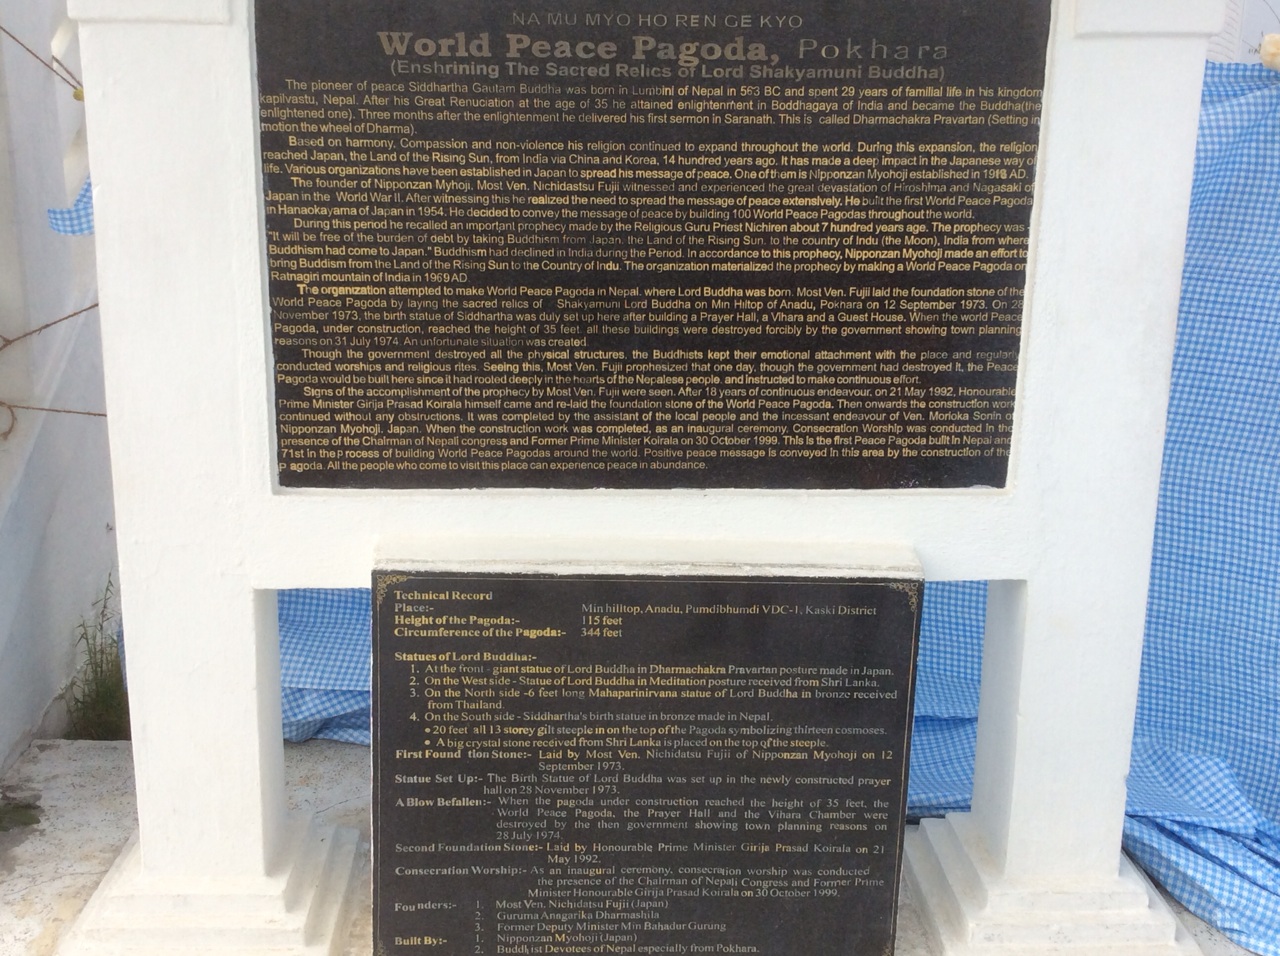 NA MU MYO HO REN GE KYO
World Peace Pagoda, Pokhara
(Enshrining The Sacred Relics of Lord Shakyamuni Buddha)
The pioneer of peace Siddhartha Gautam Buddha was born in Lumbini of Nepal in 563 BC and spent 29 years of familial life in his kingdom
kapilvastu, Nepal. After his Great Renuciation at the age of 35 he attained enlightenment in Boddhagaya of India and became the Buddha(the
enlightened one). Three months after the enlightenment he delivered his first sermon in Saranath. This is called Dharmachakra Pravartan (Setting in
motion the wheel of Dharma).
Based on harmony, Compassion and non-violence his religion continued to expand throughout the world. During this expansion, the religion
reached Japan, the Land of the Rising Sun, from India via China and Korea, 14 hundred years ago. It has made a deep impact in the Japanese way of
life. Various organizations have been established in Japan to spread his message of peace. One of them is Nipponzan Myohoji established in 1918 AD.
The founder of Nipponzan Myhoji, Most Ven. Nichidastsu Fujii witnessed and experienced the great devastation of Hiroshima and Nagasaki of
Japan in the World War II. After witnessing this he realized the need to spread the message of peace extensively. He built the first World Peace Pagoda
in Hanaokayama of Japan in 1954. He decided to convey the message of peace by building 100 World Peace Pagodas throughout the world.
During this period he recalled an important prophecy made by the Religious Guru Priest Nichiren about 7 hundred years age. The prophecy was -
"It will be free of the burden of debt by taking Buddhism from Japan, the Land of the Rising Sun, to the country of Indu (the Moon), India from where
Buddhism had come to Japan." Buddhism had declined in India during the Period. In accordance to this prophecy, Nipponzan Myohoji made an effort to
bring Buddism from the Land of the Rising Sun to the Country of Indu. The organization materialized the prophecy by making a World Peace Pagoda on
Ratnagiri mountain of India in 1969 AD.
The organization attempted to make World Peace Pagoda in Nepal, where Lord Buddha was born. Most Ven. Fujii laid the foundation stone of the
World Peace Pagoda by laying the sacred relics of Shakyamuni Lord Buddha on Min Hiltop of Anadu, Pokhara on 12 September 1973. On 28
November 1973, the birth statue of Siddhartha was duly set up here after building a Prayer Hall, a Vihara and a Guest House. When the world Peace
Pagoda, under construction, reached the height of 35 feet, all these buildings were destroyed forcibly by the government showing town planning
reasons on 31 July 1974. An unfortunate situation was created.
Though the government destroyed all the physical structures, the Buddhists kept their emotional attachment with the place and regularly
conducted worships and religious rites. Seeing this, Most Ven. Fujii prophesized that one day, though the government had destroyed It, the Peace
Pagoda would be built here since it had rooted deeply in the hearts of the Nepalese people, and instructed to make continuous effort.
Signs of the accomplishment of the prophecy by Most Ven. Fujii were seen. After 18 years of continuous endeavour, on 21 May 1992, Honourable
Prime Minister Girija Prasad Koirala himself came and re-laid the foundation stone of the World Peace Pagoda. Then onwards the construction work
continued without any obstructions. It was completed by the assistant of the local people and the incessant endeavour of Ven. Morioka Sonin of
Nipponzan Myohoji, Japan. When the construction work was completed, as an inaugural ceremony, Consecration Worship was conducted in the
presence of the Chairman of Nepali congress and Former Prime Minister Koirala on 30 October 1999. This is the first Peace Pagoda built in Nepal and
71st in the process of building World Peace Pagodas around the world. Positive peace message is conveyed in this area by the construction of the
Pagoda. All the people who come to visit this place can experience peace in abundance.
Technical Record
Place:- Minhilltop, Anadu, Pumdibhumdi VDC-1, Kaski District
Height of the Pagoda:- 115 feet
Circumference of the Pagoda:- 344 feet
Statues of Lord Buddha:-
1. At the front - giant statue of Lord Buddha in Dharmachakra Pravartan posture made in Japan.
2. On the West side - Statue of Lord Buddha in Meditation posture received from Shri Lanka.
3. On the North side -6 feet long Mahaparinirvana statue of Lord Buddha in bronze received
from Thailand.
4. On the South side - Siddhartha's birth statue in bronze made in Nepal.
• 20 feet all 13 storey gilt steeple in on the top of the Pagoda symbolizing thirteen cosmoses.
• A big crystal stone received from Shri Lanka is placed on the top of the steeple.
First Found tion Stone:- Laid by Most Ven. Nichidatsu Fujii of Nipponzan Myohoji on 12
September 1973.
Statue Set Up:- The Birth Statue of Lord Buddha was set up in the newly constructed prayer
hall on 28 November 1973.
A Blow Befallen:- When the pagoda under construction reached the height of 35 feet, the
World Peace Pagoda, the Prayer Hall and the Vihara Chamber were
destroyed by the then government showing town planning reasons on
28 July 1974.
Second Foundation Stone:- Laid by Honourable Prime Minister Girija Prasad Koirala on 21
May 1992.
Consecration Worship:- As an inaugural ceremony, consecration worship was conducted
the presence of the Chairman of Nepali Congress and Former Prime
Minister Honourable Girija Prasad Koirala on 30 October 1999.
Founders:- 1. Most Ven. Nichidatsu Fujii (Japan)
2. Guruma Anagarika Dharmashila
3. Former Deputy Minister Min Bahadur Gurung
Built By:- 1. Nipponzan Myohoji (Japan)
2. Buddhist Devotees of Nepal especially from Pokhara.